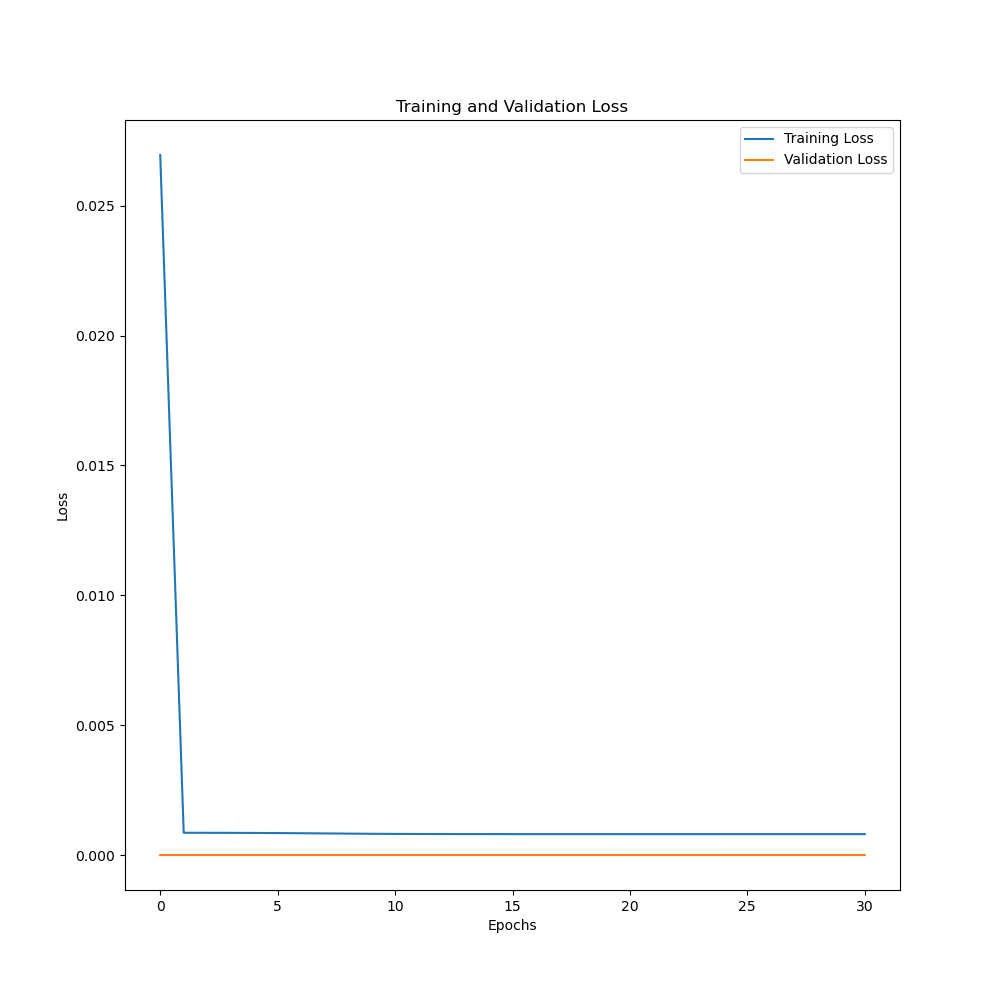 Training and Validation Loss
Training Loss
Validation Loss
0.025
0.020
0.015
0.010
0.005
0.000
Loss
0 5 10 15 20 25 30
Epochs